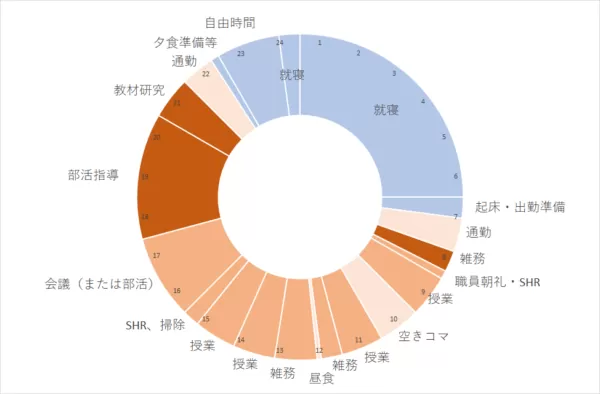 自由時間
夕食準備等
通勤
教材研究
部活指導
会議（または部活）
SHR、掃除
授業
授業
雑務
昼食
雑務
授業
空きコマ
授業
職員朝礼・SHR
雑務
通勤
起床・出勤準備
就寝
就寝
1
2
3
4
5
6
7
8
9
10
11
12
13
14
15
16
17
18
19
20
21
22
23
24